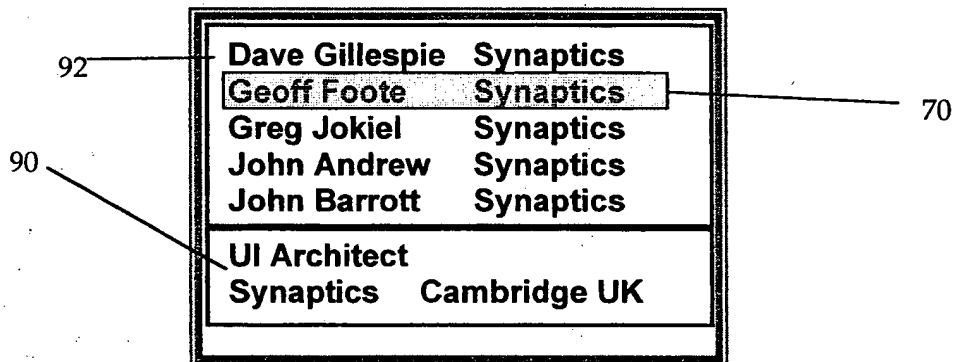 92 Dave Gillespie Synaptics
Geoff Foote Synaptics 70
Greg Jokiel Synaptics
90 John Andrew Synaptics
John Barrott Synaptics
UI Architect
Synaptics Cambridge UK